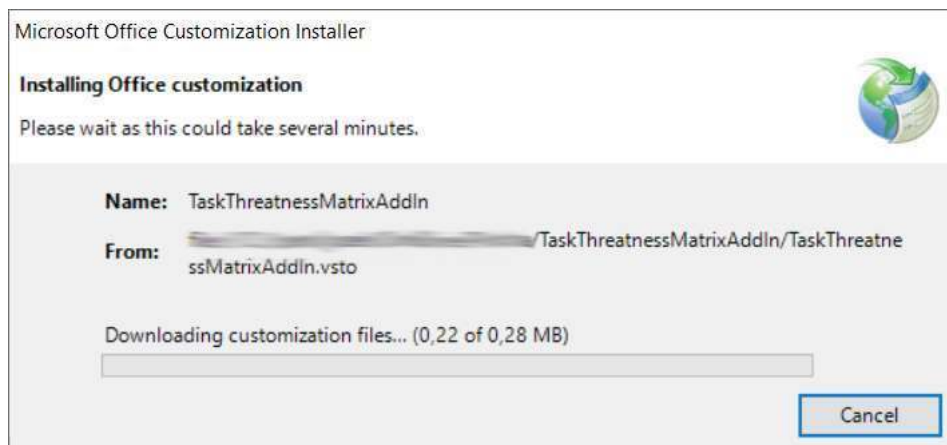 Microsoft Office Customization Installer
Installing Office customization
Please wait as this could take several minutes.
Name: TaskThreatnessMatrixAddIn
From: /TaskThreatnessMatrixAddIn/TaskThreatne
ssMatrixAddIn.vsto
Downloading customization files... (0,22 of 0,28 MB)
Cancel